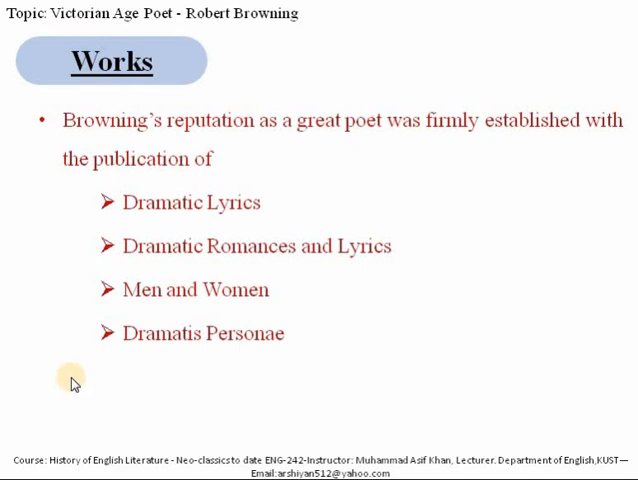 Topic: Victorian Age Poet - Robert Browning
Works
• Browning's reputation as a great poet was firmly established with
the publication of
➢ Dramatic Lyrics
➢ Dramatic Romances and Lyrics
➢ Men and Women
➢ Dramatis Personae
Course: History of English Literature - Neo-classics to date ENG-242-Instructor: Muhammad Asif Khan, Lecturer. Department of English,KUST—
Email:arshiyan512@yahoo.com